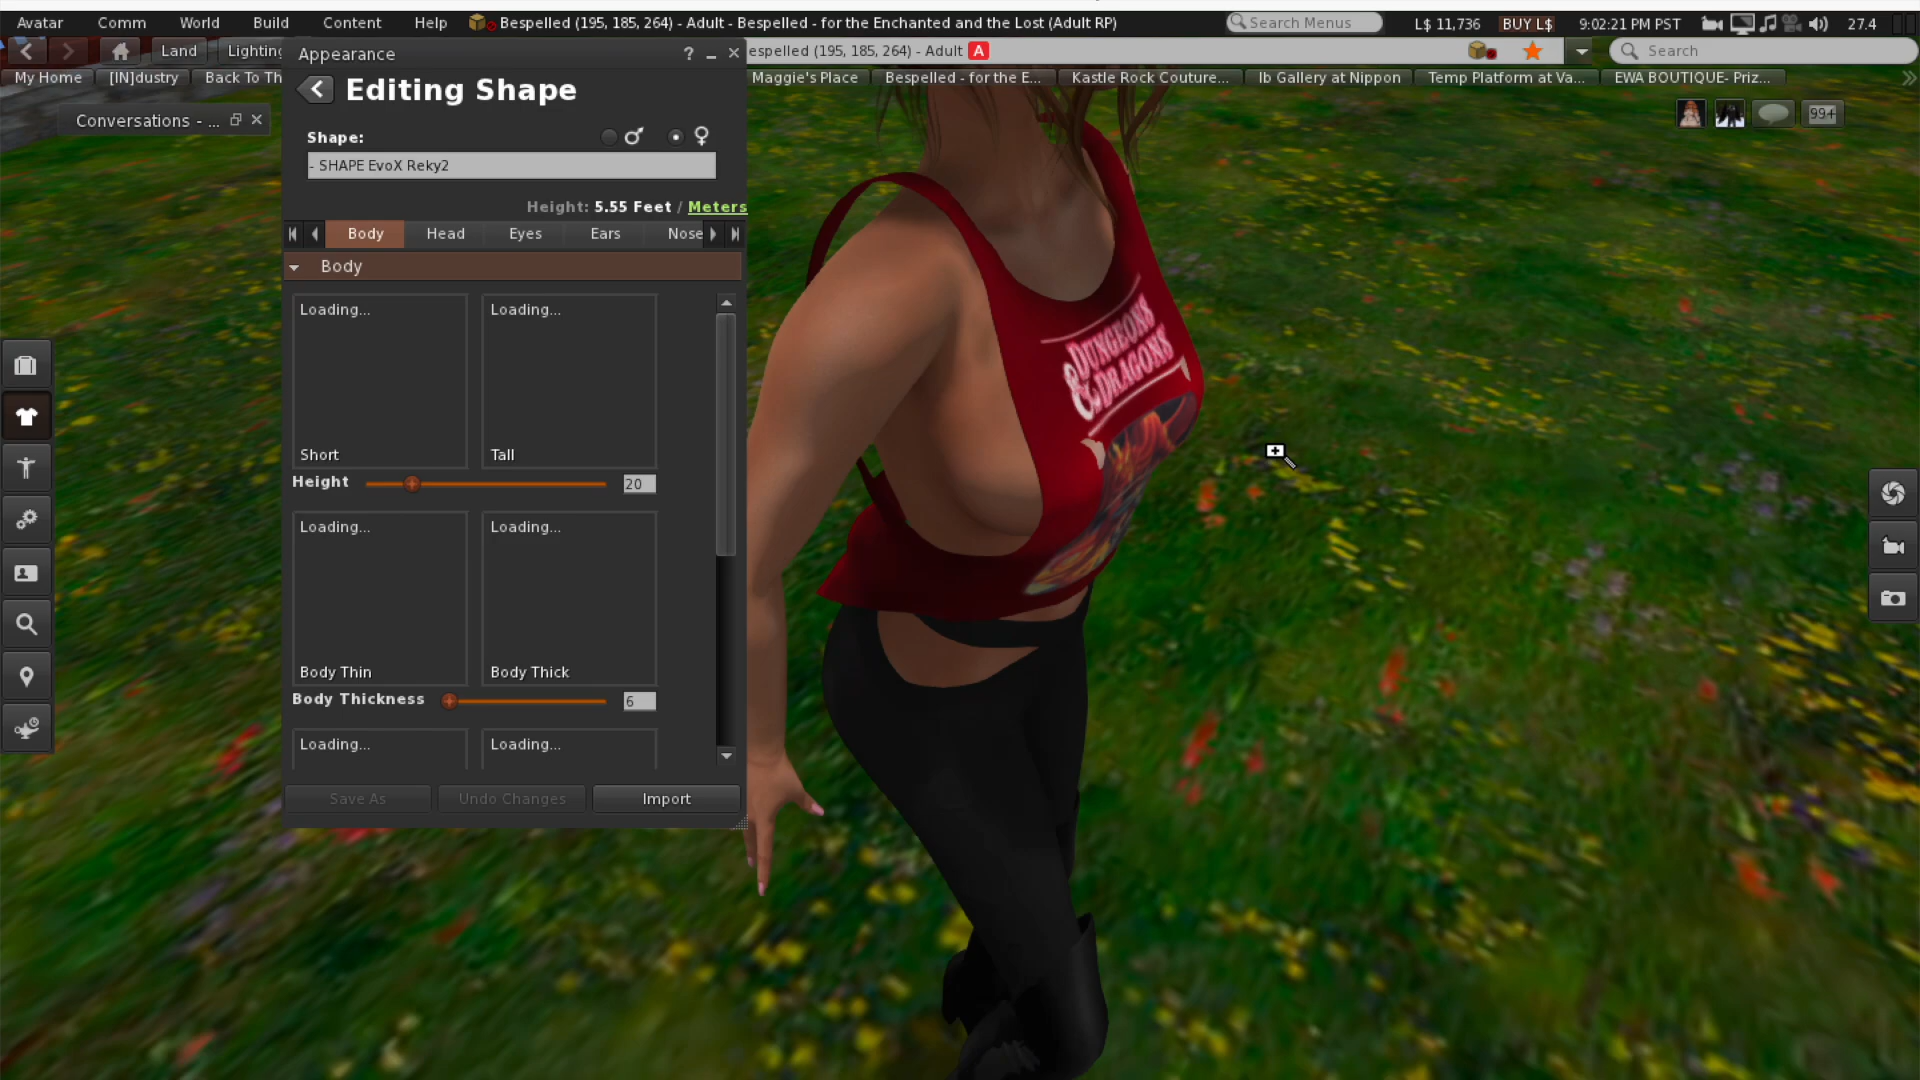 Avatar Comm World Build Content Help Bespelled (195, 185, 264) - Adult - Bespelled - for the Enchanted and the Lost (Adult RP) Search Menus L$ 11,736 BUY L$ 9:02:21 PM PST 27.4
Land Lighting espelled (195, 185, 264) - Adult A Search
My Home [IN]dustry Back To Th Maggie's Place Bespelled - for the E... Kastle Rock Couture... Ib Gallery at Nippon Temp Platform at Va... EWA BOUTIQUE- Priz...
Conversations - ...
99+
Appearance ?
Editing Shape
Shape:
- SHAPE EvoX Reky2
Height: 5.55 Feet / Meters
Body Head Eyes Ears Nose
Body
Loading... Loading...
Short Tall
Height 20
Loading... Loading...
Body Thin Body Thick
Body Thickness 6
Loading... Loading...
Save As Undo Changes Import
DUNGEONS
& DRAGONS